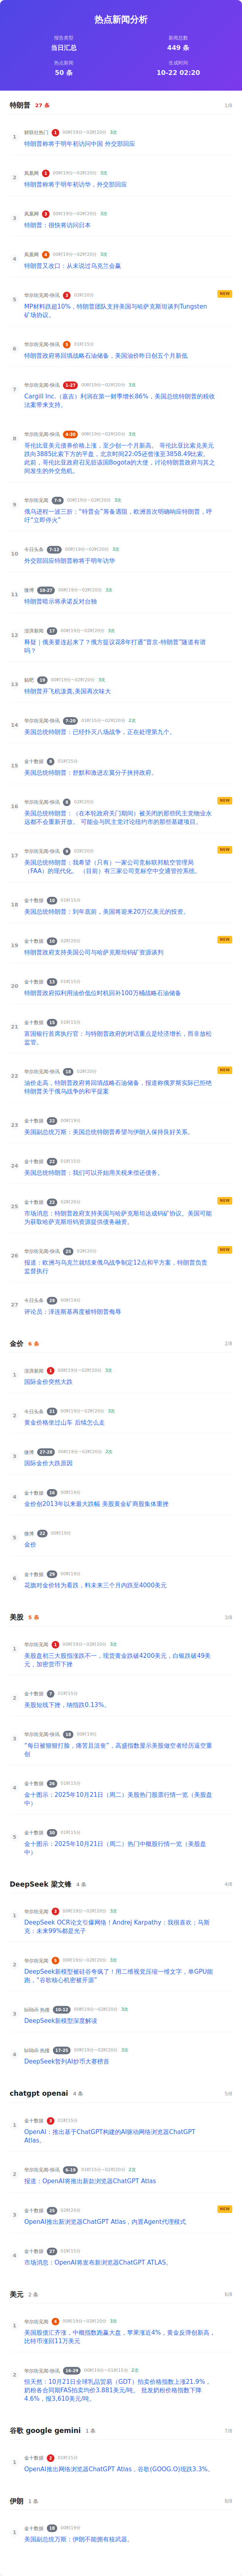 热点新闻分析
报告类型
当日汇总
新闻总数
449 条
热点新闻
50 条
生成时间
10-22 02:20
特朗普 27 条 1/8
1 财联社热门 1 00时19分~02时20分 3次
特朗普称将于明年初访问中国 外交部回应
2 凤凰网 1 00时19分~02时20分 3次
特朗普称将于明年初访华，外交部回应
3 凤凰网 3 00时19分~02时20分 3次
特朗普：很快将访问日本
4 凤凰网 4 00时19分~02时20分 3次
特朗普又改口：从未说过乌克兰会赢
5 华尔街见闻-快讯 3 02时20分 NEW
MP材料跌超10%，特朗普团队支持美国与哈萨克斯坦谈判Tungsten
矿场协议。
6 华尔街见闻-快讯 5 01时15分
特朗普政府将回填战略石油储备，美国油价昨日创五个月新低
7 华尔街见闻-快讯 1-27 00时19分~02时20分 3次
Cargill Inc.（嘉吉）利润在第一财季增长86%，美国总统特朗普的税收
法案带来支持。
8 华尔街见闻-快讯 4-30 00时19分~02时20分 3次
哥伦比亚美元债券价格上涨，至少创一个月新高。 哥伦比亚比索兑美元
跌向3885比索下方的平盘，北京时间22:05还曾涨至3858.49比索。
此前，哥伦比亚政府召见驻该国Bogota的大使，讨论特朗普政府与其之
间发生的外交危机。
9 华尔街见闻 7-9 00时19分~02时20分 3次
俄乌进程一波三折：“特普会”筹备遇阻，欧洲首次明确响应特朗普，呼
吁“立即停火”
10 今日头条 7-12 00时19分~02时20分 3次
外交部回应特朗普称将于明年访华
11 微博 10-27 00时19分~02时20分 3次
特朗普暗示将承诺反对台独
12 澎湃新闻 17 00时19分~02时20分 3次
释疑｜俄美要连起来了？俄方提议花8年打通“普京-特朗普”隧道有谱
吗？
13 贴吧 19 00时19分~02时20分 3次
特朗普开飞机泼粪,美国再次味大
14 华尔街见闻-快讯 7-20 01时15分~02时20分 2次
美国总统特朗普：已经扑灭八场战争，正在处理第九个。
15 金十数据 8 01时15分
美国总统特朗普：舒默和激进左翼分子挟持政府。
16 华尔街见闻-快讯 8 02时20分 NEW
美国总统特朗普：（在本轮政府关门期间）被关闭的那些民主党物业永
远都不会重新开放。 可能会与民主党讨论纽约市的那些基建项目。
17 华尔街见闻-快讯 9 02时20分 NEW
美国总统特朗普：我希望（只有）一家公司竞标联邦航空管理局
（FAA）的现代化。 （目前）有三家公司竞标空中交通管制系统。
18 金十数据 10 01时15分
美国总统特朗普：到年底前，美国将迎来20万亿美元的投资。
19 金十数据 10 02时20分 NEW
特朗普政府支持美国公司与哈萨克斯坦钨矿资源谈判
20 金十数据 13 01时15分
特朗普政府拟利用油价低位时机回补100万桶战略石油储备
21 金十数据 15 01时15分
富国银行首席执行官：与特朗普政府的对话重点是经济增长，而非放松
监管。
22 华尔街见闻-快讯 18 02时20分 NEW
油价走高，特朗普政府将回填战略石油储备，报道称俄罗斯实际已拒绝
特朗普关于俄乌战争的和平提案
23 金十数据 22 00时19分
美国副总统万斯：美国总统特朗普希望与伊朗人保持良好关系。
24 金十数据 22 01时15分
美国总统特朗普：我们可以开始用关税来偿还债务。
25 金十数据 22 02时20分 NEW
市场消息：特朗普政府支持美国与哈萨克斯坦达成钨矿协议。美国可能
为获取哈萨克斯坦钨资源提供债务融资。
26 华尔街见闻-快讯 25 02时20分 NEW
报道：欧洲与乌克兰就结束俄乌战争制定12点和平方案，特朗普负责
监督执行
27 今日头条 29 00时19分
评论员：泽连斯基再度被特朗普侮辱
金价 6 条 2/8
1 澎湃新闻 1 00时19分~02时20分 3次
国际金价突然大跌
2 今日头条 21 00时19分~02时20分 3次
黄金价格坐过山车 后续怎么走
3 微博 27-28 00时19分~02时20分 2次
国际金价大跌原因
4 金十数据 16 00时19分
金价创2013年以来最大跌幅 美股黄金矿商股集体重挫
5 微博 22 00时19分
金价
6 金十数据 29 00时19分
花旗对金价转为看跌，料未来三个月内跌至4000美元
美股 5 条 3/8
1 华尔街见闻 1 00时19分~02时20分 3次
美股盘初三大股指涨跌不一，现货黄金跌破4200美元，白银跌破49美
元，加密货币下挫
2 金十数据 7 01时15分
美股短线下挫，纳指跌0.13%。
3 华尔街见闻-快讯 18 00时19分
“每日被狠狠打脸，痛苦且沮丧”，高盛指数显示美股做空者经历逼空重
创
4 金十数据 26 01时15分
金十图示：2025年10月21日（周二）美股热门股票行情一览（美股盘
中）
5 金十数据 30 01时15分
金十图示：2025年10月21日（周二）热门中概股行情一览（美股盘
中）
DeepSeek 梁文锋 4 条 4/8
1 华尔街见闻 2 00时19分~02时20分 3次
DeepSeek OCR论文引爆网络！Andrej Karpathy：我很喜欢；马斯
克：未来99%都是光子
2 华尔街见闻 5 00时19分~02时20分 3次
DeepSeek新模型被硅谷夸疯了！用二维视觉压缩一维文字，单GPU能
跑，“谷歌核心机密被开源”
3 bilibili 热搜 10-12 00时19分~02时20分 3次
DeepSeek新模型深度解读
4 bilibili 热搜 17-25 00时19分~02时20分 3次
DeepSeek暂列AI炒币大赛榜首
chatgpt openai 4 条 5/8
1 金十数据 3 01时15分
OpenAI：推出基于ChatGPT构建的AI驱动网络浏览器ChatGPT
Atlas。
2 华尔街见闻-快讯 6-19 01时15分~02时20分 2次
报道：OpenAI将推出新款浏览器ChatGPT Atlas
3 金十数据 25 02时20分 NEW
OpenAI推出新浏览器ChatGPT Atlas，内置Agent代理模式
4 金十数据 27 01时15分
市场消息：OpenAI将发布新浏览器ChatGPT ATLAS。
美元 2 条 6/8
1 华尔街见闻 4 00时19分~02时20分 3次
美国股债汇齐涨，中概指数跑赢大盘，苹果涨近4%，黄金反弹创新高，
比特币涨回11万美元
2 华尔街见闻-快讯 16-29 00时19分~01时15分 2次
恒天然：10月21日全球乳品贸易（GDT）拍卖价格指数上涨21.9%，
奶粉各合同期FAS拍卖均价3.881美元/吨。 批发奶粉价格指数下降
4.6%，报3,610美元/吨。
谷歌 google gemini 1 条 7/8
1 金十数据 2 01时15分
OpenAI推出网络浏览器ChatGPT Atlas，谷歌(GOOG.O)现跌3.3%。
伊朗 1 条 8/8
1 金十数据 18 00时19分
美国副总统万斯：伊朗不能拥有核武器。